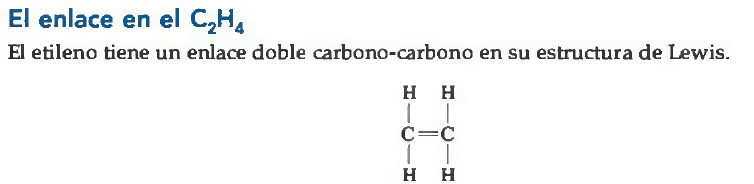 El enlace en el C₂H₄
El etileno tiene un enlace doble carbono-carbono en su estructura de Lewis.
H H
C=C
H H